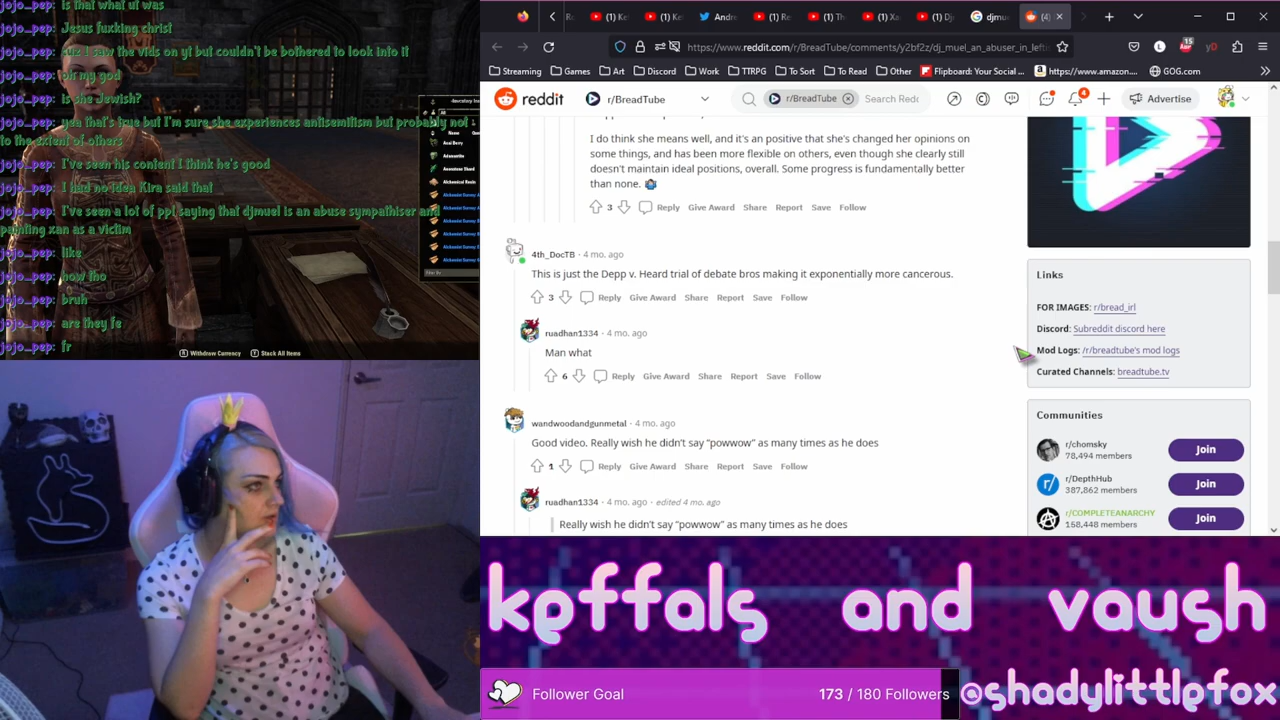 jojo_pep: is that what ut was
jojo_pep: Jesus fuxking christ
jojo_pep: cuz I saw the vids on yt but couldn't be bothered to look into it
jojo_pep: oh my god
jojo_pep: is she Jewish?
jojo_pep: yea that's true but I'm sure she experiences antisemitism but probably not
to the extent of others
jojo_pep: I've seen his content I think he's good
jojo_pep: I had no idea Kira said that
jojo_pep: I've seen a lot of ppl saying that djmuel is an abuse sympathiser and
painting xan as a victim
jojo_pep: like
jojo_pep: how tho
jojo_pep: bruh
jojo_pep: are they fe
jojo_pep: fr
Withdraw Currency
Stack All Items
Andre
djmue
(4)
https://www.reddit.com/r/BreadTube/comments/y2bf2z/dj_muel_an_abuser_in_left
15
Streaming
Games
Art
Discord
Work
TTRPG
To Sort
To Read
Other
Flipboard: Your Social ...
https://www.amazon...
GOG.com
reddit
r/BreadTube
r/BreadTube
Search Redd
4
Advertise
I do think she means well, and it's an positive that she's changed her opinions on
some things, and has been more flexible on others, even though she clearly still
doesn't maintain ideal positions, overall. Some progress is fundamentally better
than none.
3 Reply Give Award Share Report Save Follow
4th_DocTB · 4 mo. ago
This is just the Depp v. Heard trial of debate bros making it exponentially more cancerous.
3 Reply Give Award Share Report Save Follow
ruadhan1334 · 4 mo. ago
Man what
6 Reply Give Award Share Report Save Follow
wandwoodandgunmetal · 4 mo. ago
Good video. Really wish he didn't say “powwow” as many times as he does
1 Reply Give Award Share Report Save Follow
ruadhan1334 · 4 mo. ago · edited 4 mo. ago
Really wish he didn't say “powwow” as many times as he does
Links
FOR IMAGES: r/bread_irl
Discord: Subreddit discord here
Mod Logs: /r/breadtube's mod logs
Curated Channels: breadtube.tv
Communities
r/chomsky
78,494 members
Join
r/DepthHub
387,862 members
Join
r/COMPLETEANARCHY
158,448 members
Join
keffals and vaush
Follower Goal
173 / 180 Followers
@shadylittlefox